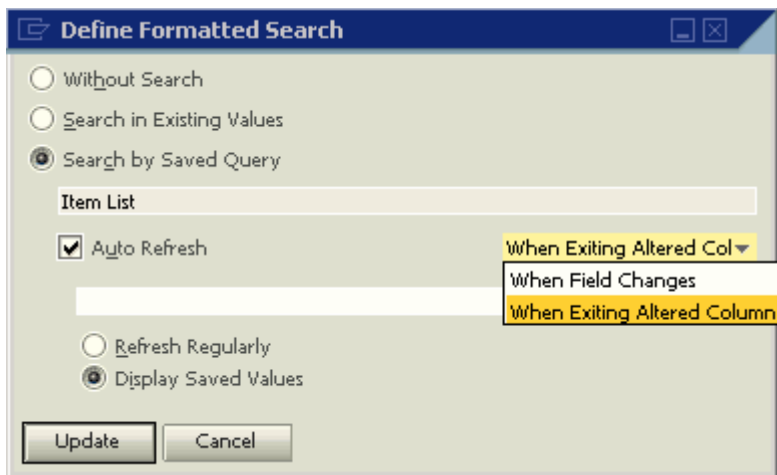 Define Formatted Search
Without Search
Search in Existing Values
Search by Saved Query
Item List
Auto Refresh
When Exiting Altered Col
When Field Changes
When Exiting Altered Column
Refresh Regularly
Display Saved Values
Update Cancel